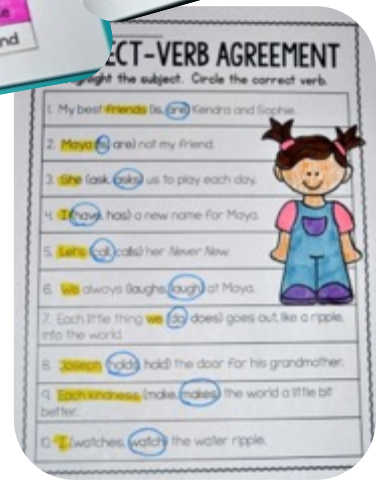 nd
ECT-VERB AGREEMENT
light the subject. Circle the correct verb.
1. My best friends (is, are) Kendra and Sophie.
2. Maya (is, are) not my friend.
3. She (ask, asks) us to play each day.
4. I (have, has) a new name for Maya.
5. Let's (call, calls) her Never New.
6. We always (laughs, laugh) at Maya.
7. Each little thing we (do, does) goes out, like a ripple,
into the world.
8. Joseph (holds, hold) the door for his grandmother.
9. Each kindness (make, makes) the world a little bit
better.
10. I (watches, watch) the water ripple.